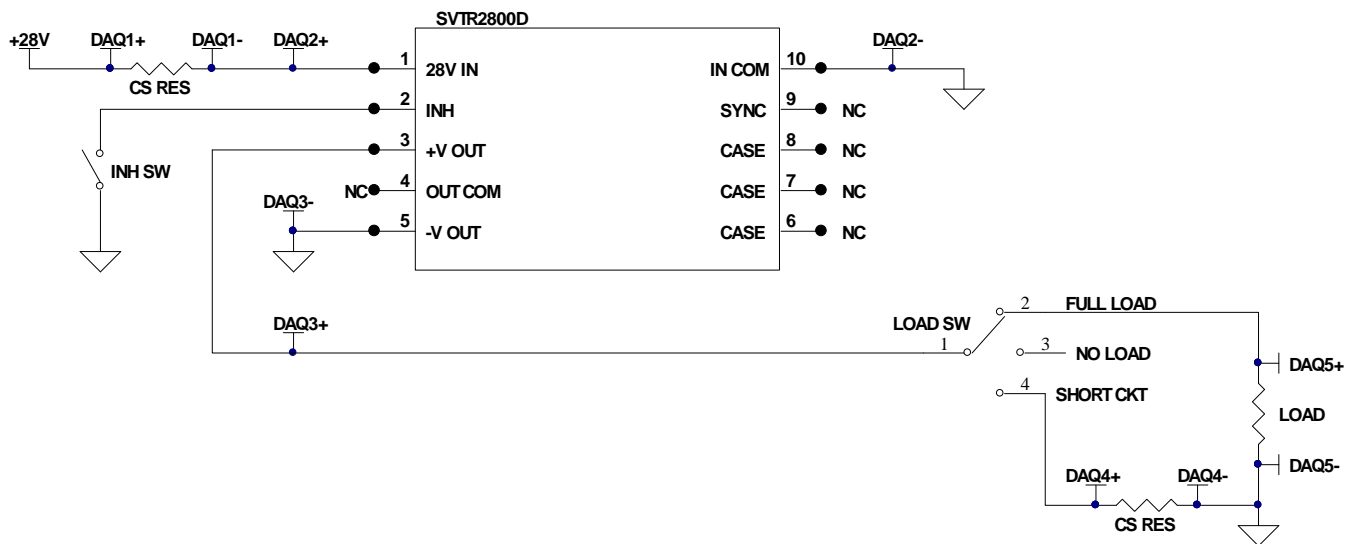 SVTR2800D
+28V
DAQ1+
DAQ1-
DAQ2+
DAQ2-
CS RES
1 28V IN
IN COM 10
2 INH
SYNC 9 NC
INH SW
3 +V OUT
CASE 8 NC
NC 4 OUT COM
CASE 7 NC
DAQ3-
5 -V OUT
CASE 6 NC
DAQ3+
LOAD SW
1
2 FULL LOAD
3 NO LOAD
4 SHORT CKT
DAQ5+
LOAD
DAQ5-
DAQ4+
DAQ4-
CS RES